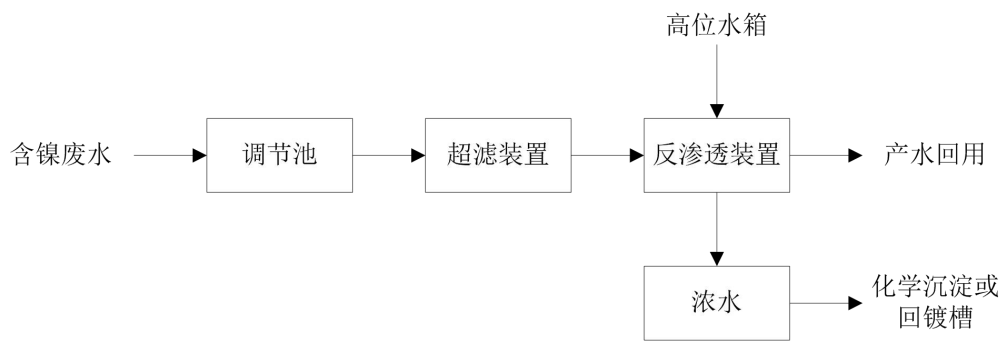 高位水箱
含镍废水
调节池
超滤装置
反渗透装置
产水回用
浓水
化学沉淀或
回镀槽